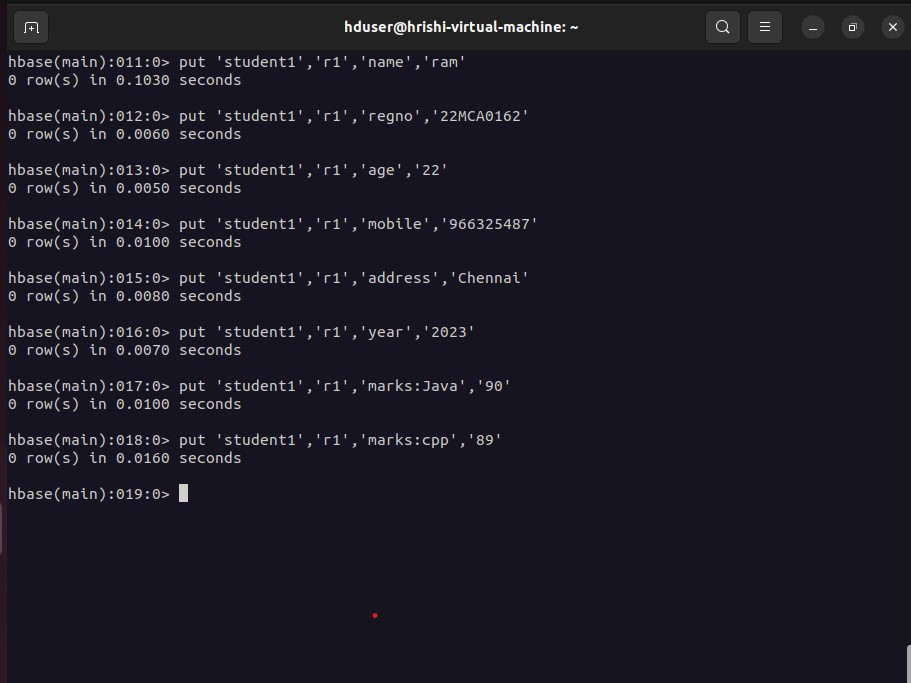 hduser@hrishi-virtual-machine: ~
hbase(main):011:0> put 'student1','r1','name','ram'
0 row(s) in 0.1030 seconds
hbase(main):012:0> put 'student1','r1','regno','22MCA0162'
0 row(s) in 0.0060 seconds
hbase(main):013:0> put 'student1','r1','age','22'
0 row(s) in 0.0050 seconds
hbase(main):014:0> put 'student1','r1','mobile','966325487'
0 row(s) in 0.0100 seconds
hbase(main):015:0> put 'student1','r1','address','Chennai'
0 row(s) in 0.0080 seconds
hbase(main):016:0> put 'student1','r1','year','2023'
0 row(s) in 0.0070 seconds
hbase(main):017:0> put 'student1','r1','marks:Java','90'
0 row(s) in 0.0100 seconds
hbase(main):018:0> put 'student1','r1','marks:cpp','89'
0 row(s) in 0.0160 seconds
hbase(main):019:0>